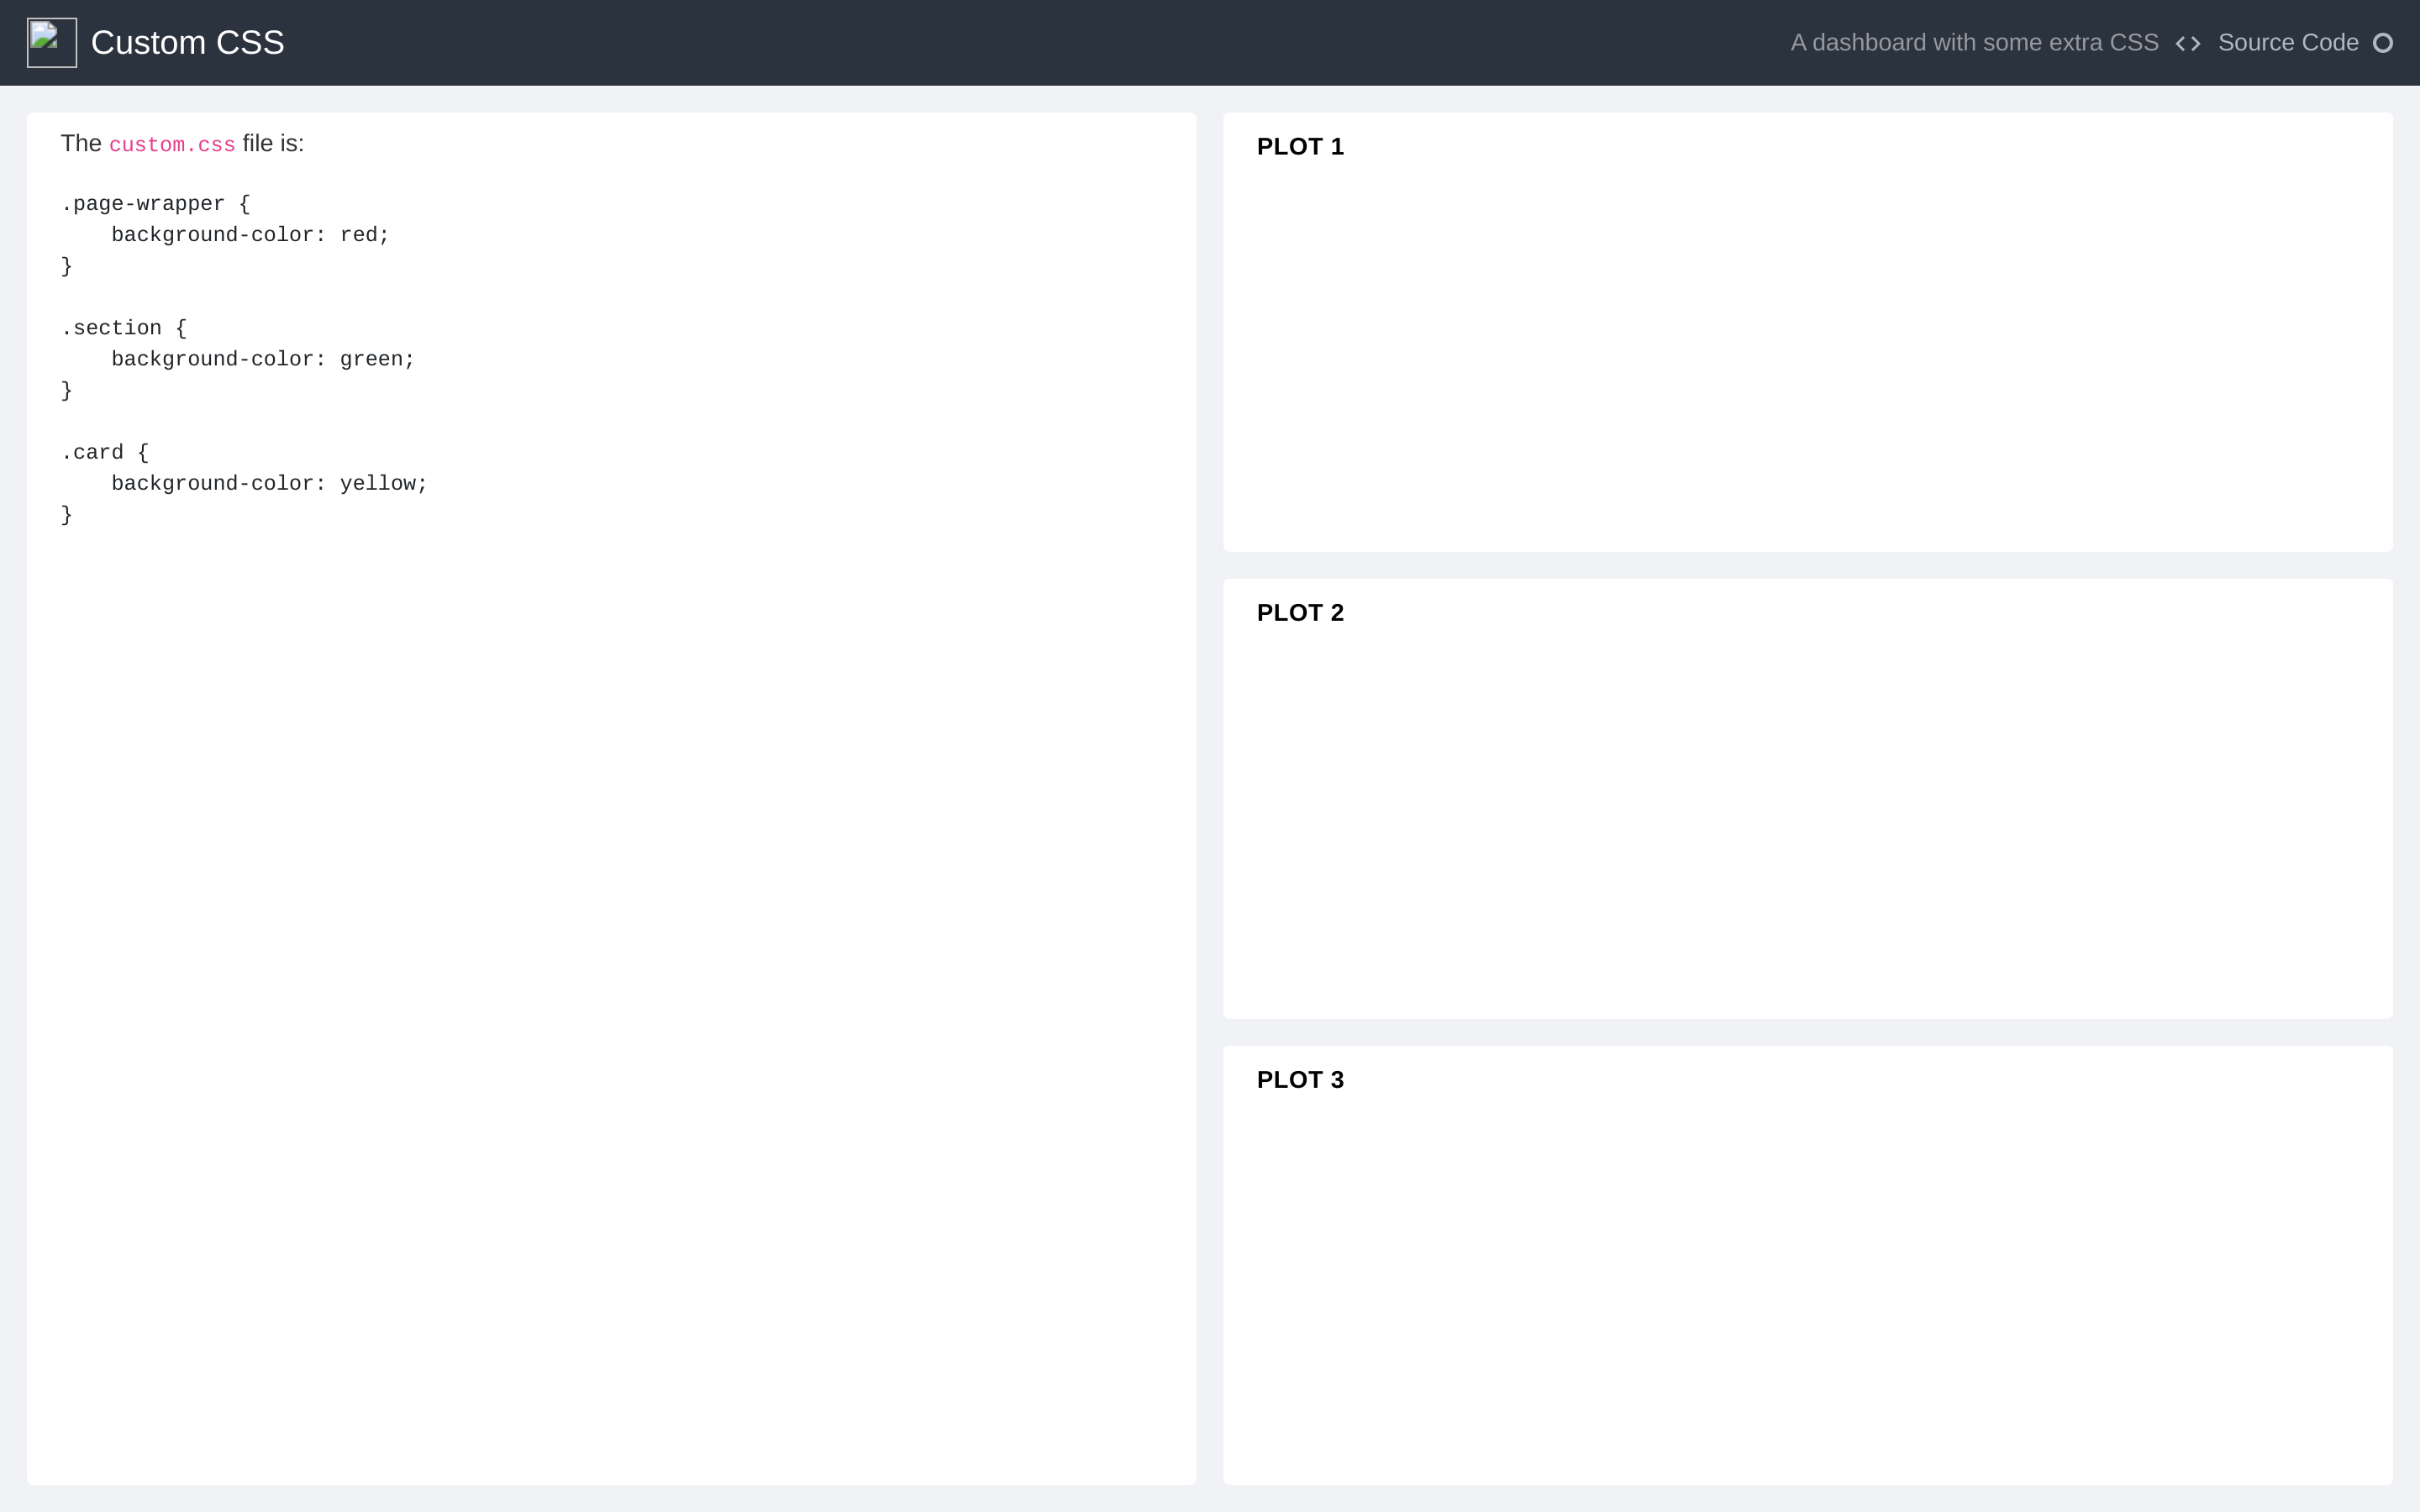 Custom CSS
A dashboard with some extra CSS <> Source Code
The custom.css file is:
.page-wrapper {
    background-color: red;
}
.section {
    background-color: green;
}
.card {
    background-color: yellow;
}
PLOT 1
PLOT 2
PLOT 3